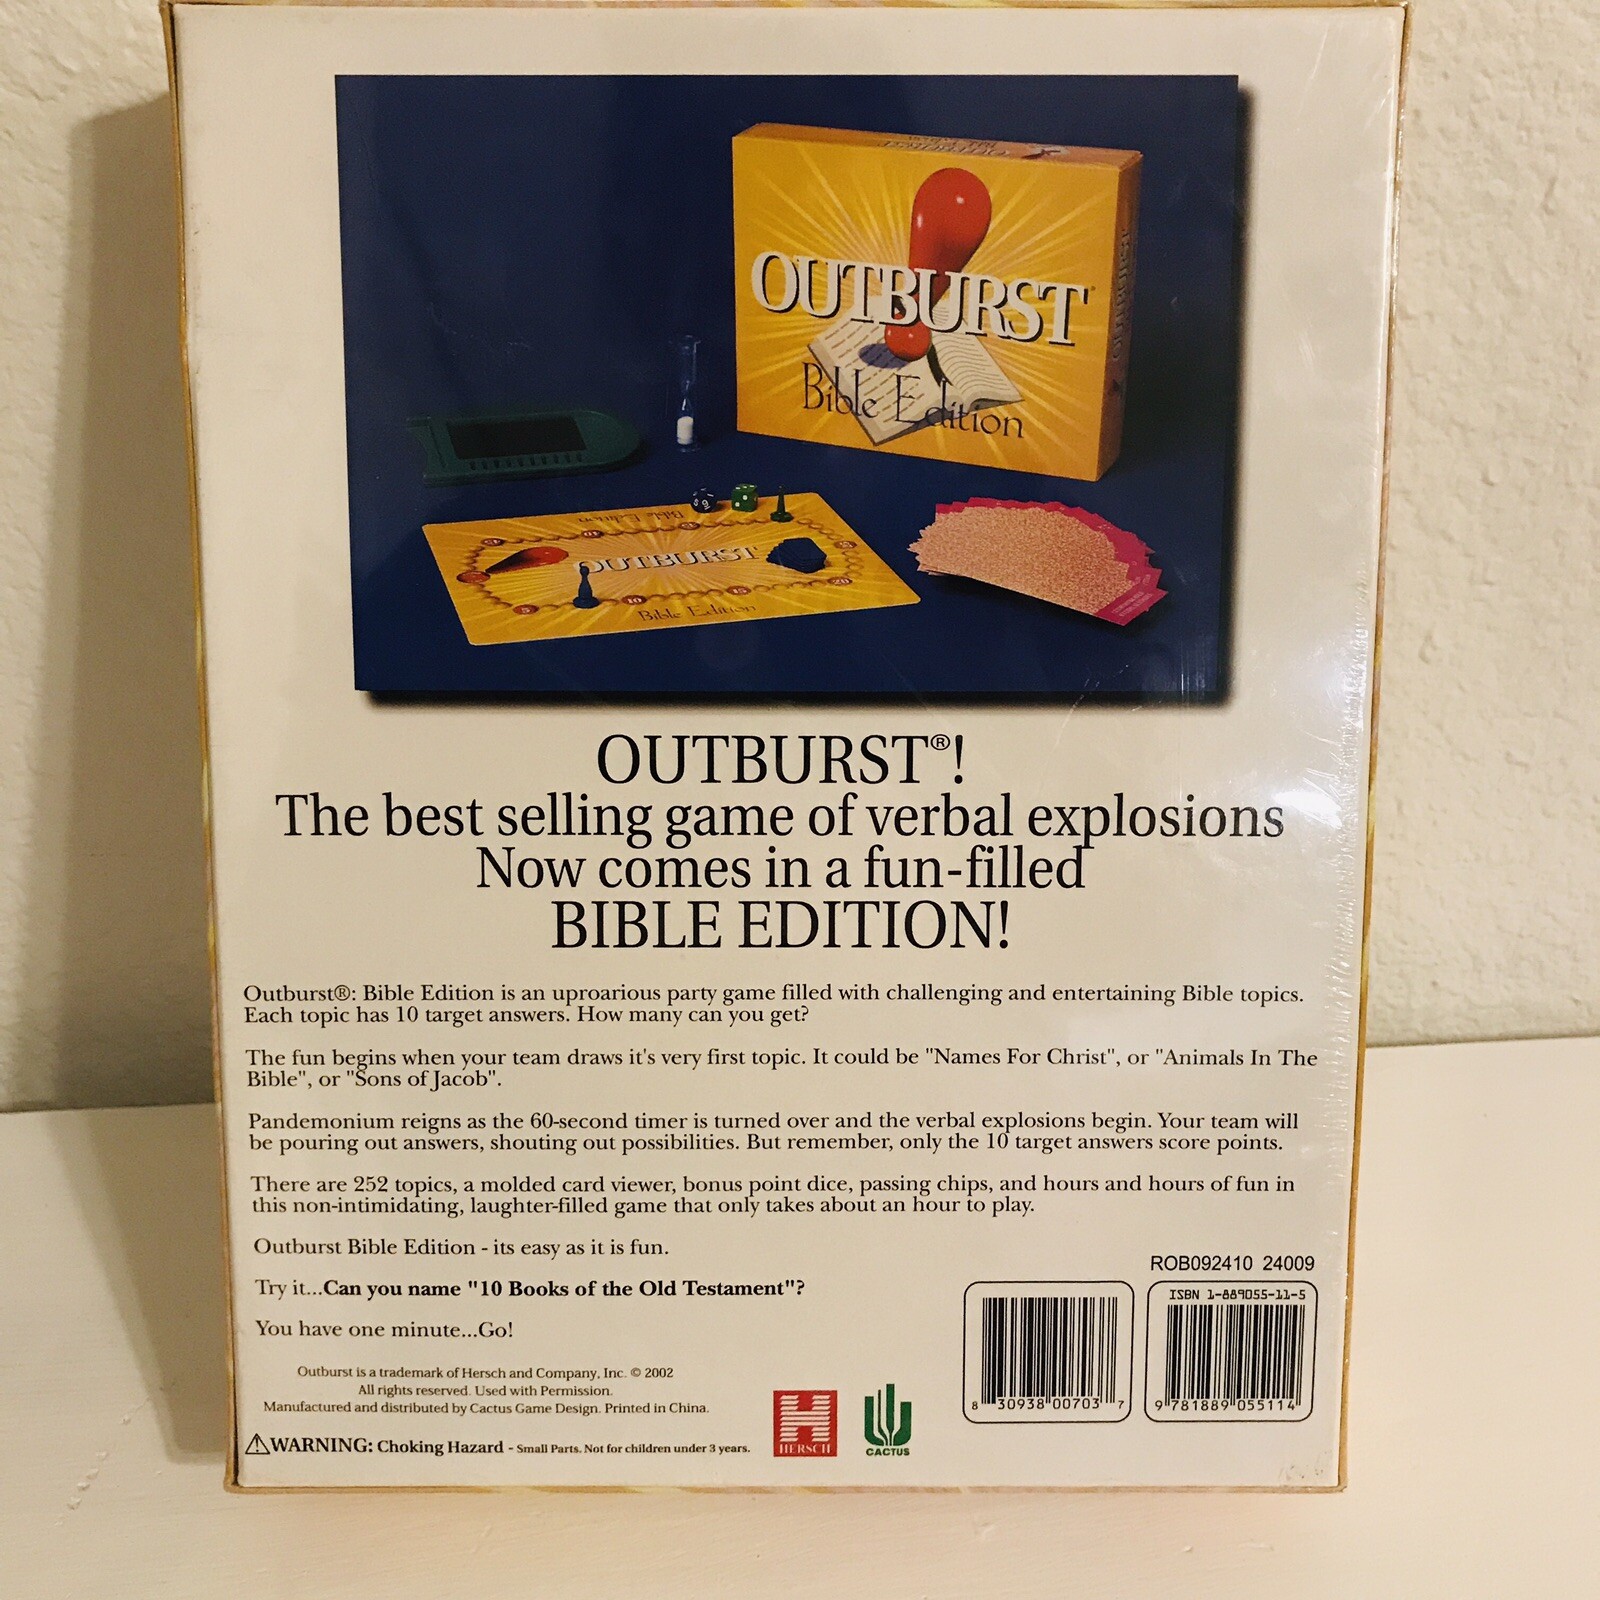 OUTBURST
Bible Edition
OUTBURST
Bible Edition
OUTBURST
Bible Edition
5
10
15
20
OUTBURST®!
The best selling game of verbal explosions
Now comes in a fun-filled
BIBLE EDITION!
Outburst®: Bible Edition is an uproarious party game filled with challenging and entertaining Bible topics.
Each topic has 10 target answers. How many can you get?
The fun begins when your team draws it's very first topic. It could be "Names For Christ", or "Animals In The
Bible", or "Sons of Jacob".
Pandemonium reigns as the 60-second timer is turned over and the verbal explosions begin. Your team will
be pouring out answers, shouting out possibilities. But remember, only the 10 target answers score points.
There are 252 topics, a molded card viewer, bonus point dice, passing chips, and hours and hours of fun in
this non-intimidating, laughter-filled game that only takes about an hour to play.
Outburst Bible Edition - its easy as it is fun.
Try it...Can you name "10 Books of the Old Testament"?
You have one minute...Go!
Outburst is a trademark of Hersch and Company, Inc. © 2002
All rights reserved. Used with Permission.
Manufactured and distributed by Cactus Game Design. Printed in China.
⚠WARNING: Choking Hazard - Small Parts. Not for children under 3 years.
HERSCH
CACTUS
ROB092410 24009
8 30938 00703 7
ISBN 1-889055-11-5
9 781889 055114